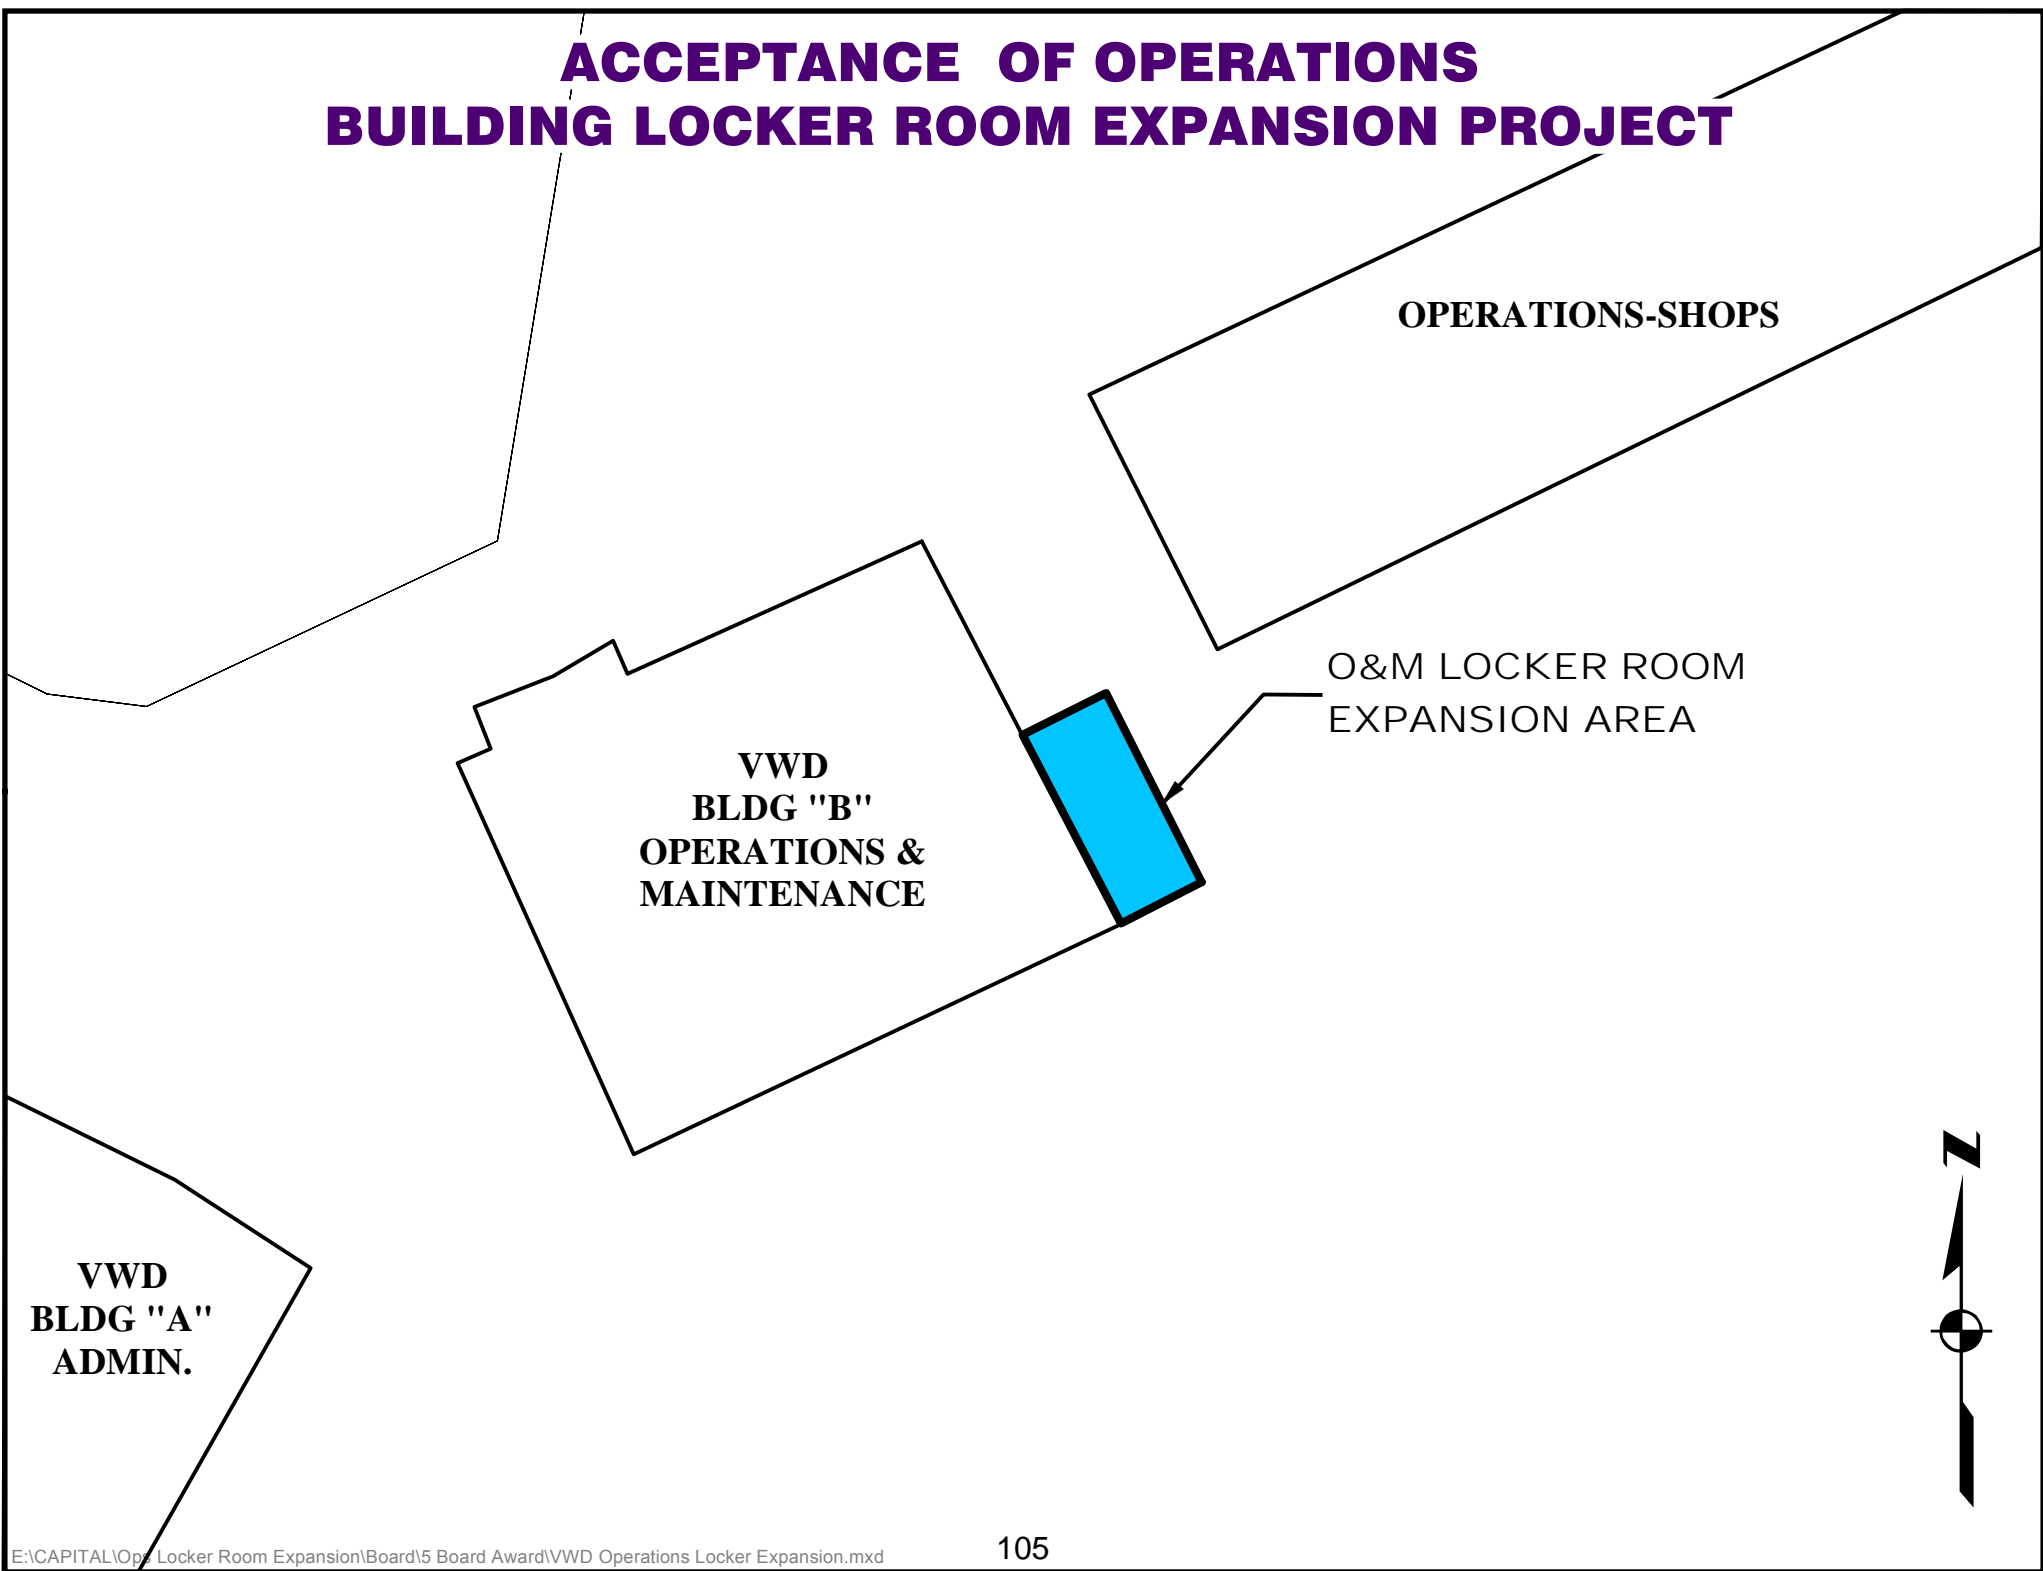 ACCEPTANCE OF OPERATIONS
BUILDING LOCKER ROOM EXPANSION PROJECT
OPERATIONS-SHOPS
O&M LOCKER ROOM
EXPANSION AREA
VWD
BLDG "B"
OPERATIONS &
MAINTENANCE
VWD
BLDG "A"
ADMIN.
N
E:\CAPITAL\Ops Locker Room Expansion\Board\5 Board Award\VWD Operations Locker Expansion.mxd
105